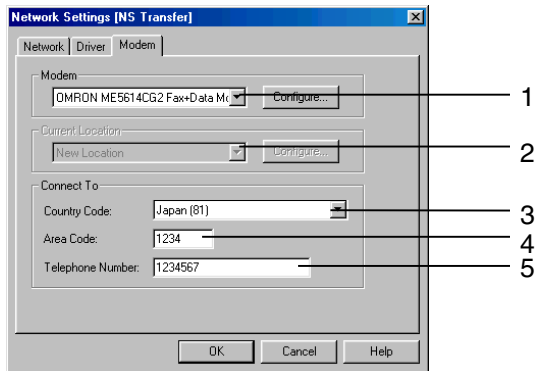 Network Settings [NS Transfer]
Network Driver Modem
Modem
OMRON ME5614CG2 Fax+Data Mo Configure... 1
Current Location
New Location Configure... 2
Connect To
Country Code: Japan (81) 3
Area Code: 1234 4
Telephone Number: 1234567 5
OK Cancel Help